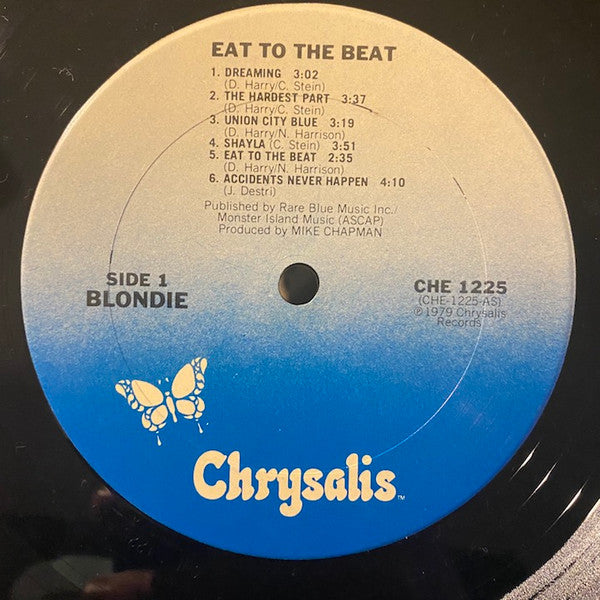 EAT TO THE BEAT
1. DREAMING 3:02
(D. Harry/C. Stein)
2. THE HARDEST PART 3:37
(D. Harry/C. Stein)
3. UNION CITY BLUE 3:19
(D. Harry/N. Harrison)
4. SHAYLA (C. Stein) 3:51
5. EAT TO THE BEAT 2:35
(D. Harry/N. Harrison)
6. ACCIDENTS NEVER HAPPEN 4:10
(J. Destri)
Published by Rare Blue Music Inc./
Monster Island Music (ASCAP)
Produced by MIKE CHAPMAN
SIDE 1
BLONDIE
CHE 1225
(CHE-1225-AS)
℗1979 Chrysalis
Records
Chrysalis™